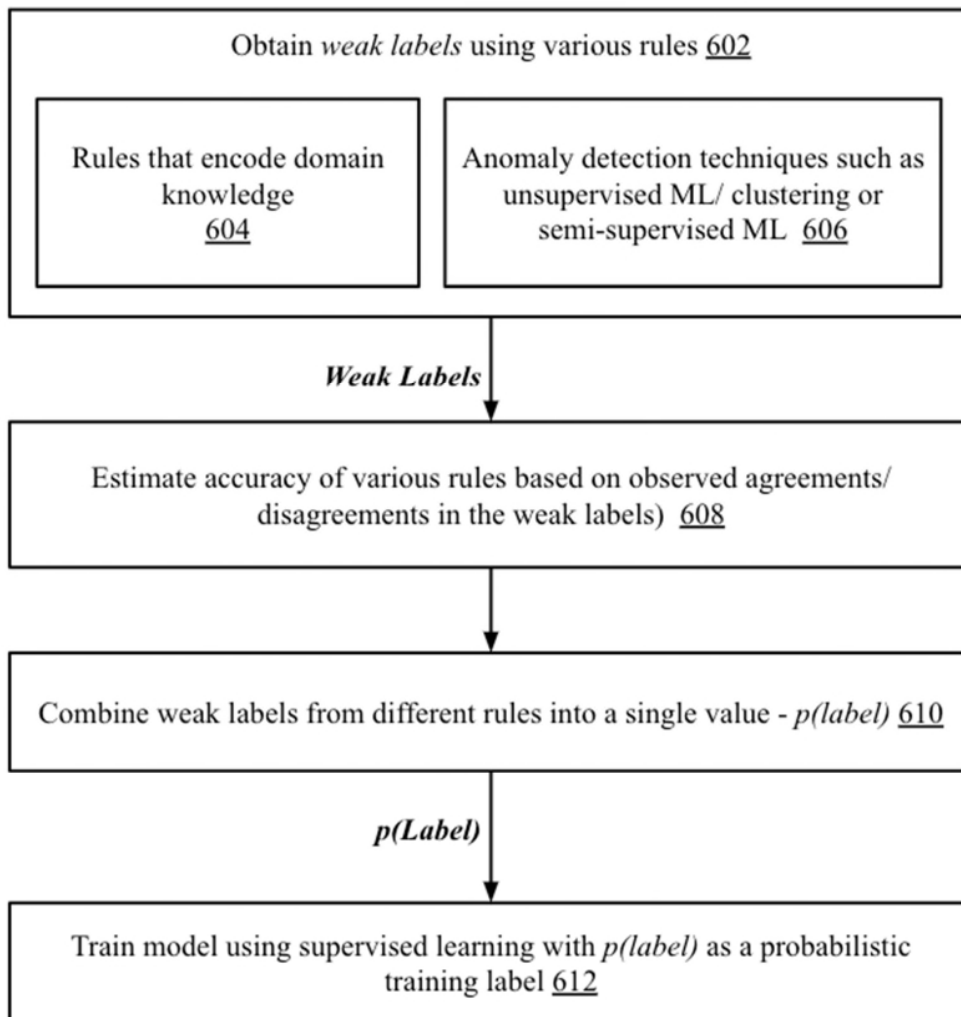 Obtain weak labels using various rules 602
Rules that encode domain
knowledge
604
Anomaly detection techniques such as
unsupervised ML/ clustering or
semi-supervised ML 606
Weak Labels
Estimate accuracy of various rules based on observed agreements/
disagreements in the weak labels) 608
Combine weak labels from different rules into a single value - p(label) 610
p(Label)
Train model using supervised learning with p(label) as a probabilistic
training label 612